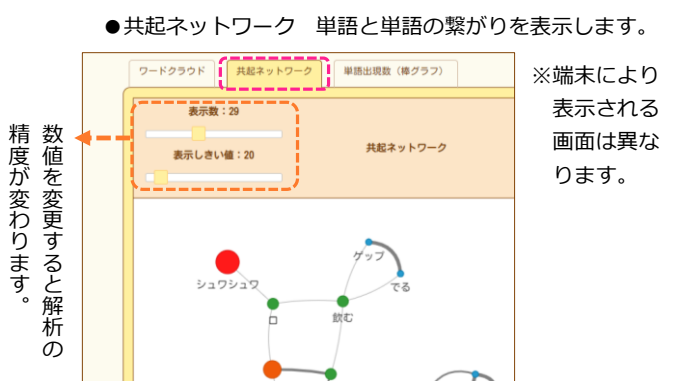 ●共起ネットワーク　単語と単語の繋がりを表示します。
ワードクラウド
共起ネットワーク
単語出現数（棒グラフ）
※端末により
表示される
画面は異な
ります。
表示数：29
表示しきい値：20
共起ネットワーク
数値を変更すると解析の
精度が変わります。
ゲップ
でる
シュワシュワ
口
飲む